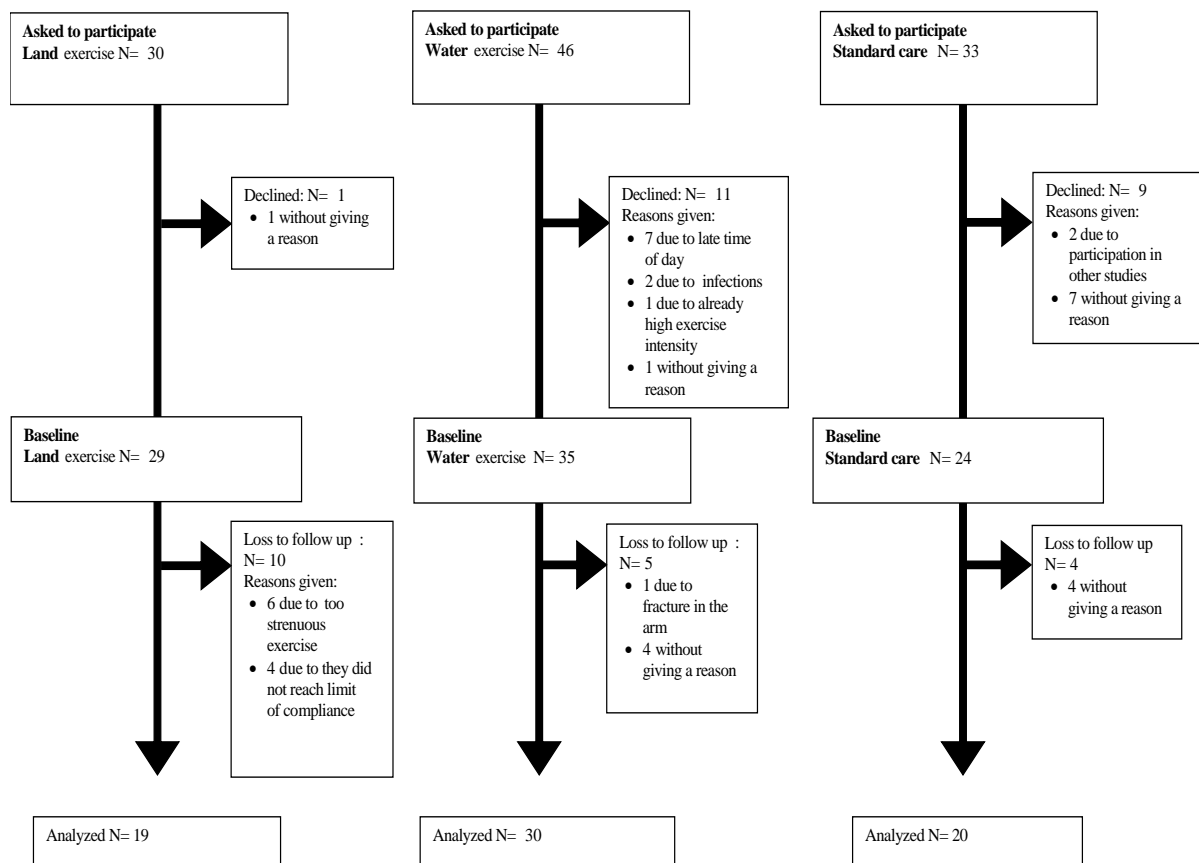 Asked to participate
Land exercise N= 30
Asked to participate
Water exercise N= 46
Asked to participate
Standard care N= 33
Declined: N= 1
• 1 without giving
a reason
Declined: N= 11
Reasons given:
• 7 due to late time
of day
• 2 due to infections
• 1 due to already
high exercise
intensity
• 1 without giving a
reason
Declined: N= 9
Reasons given:
• 2 due to
participation in
other studies
• 7 without giving a
reason
Baseline
Land exercise N= 29
Baseline
Water exercise N= 35
Baseline
Standard care N= 24
Loss to follow up :
N= 10
Reasons given:
• 6 due to too
strenuous
exercise
• 4 due to they did
not reach limit
of compliance
Loss to follow up :
N= 5
• 1 due to
fracture in the
arm
• 4 without
giving a reason
Loss to follow up
N= 4
• 4 without
giving a reason
Analyzed N= 19
Analyzed N= 30
Analyzed N= 20